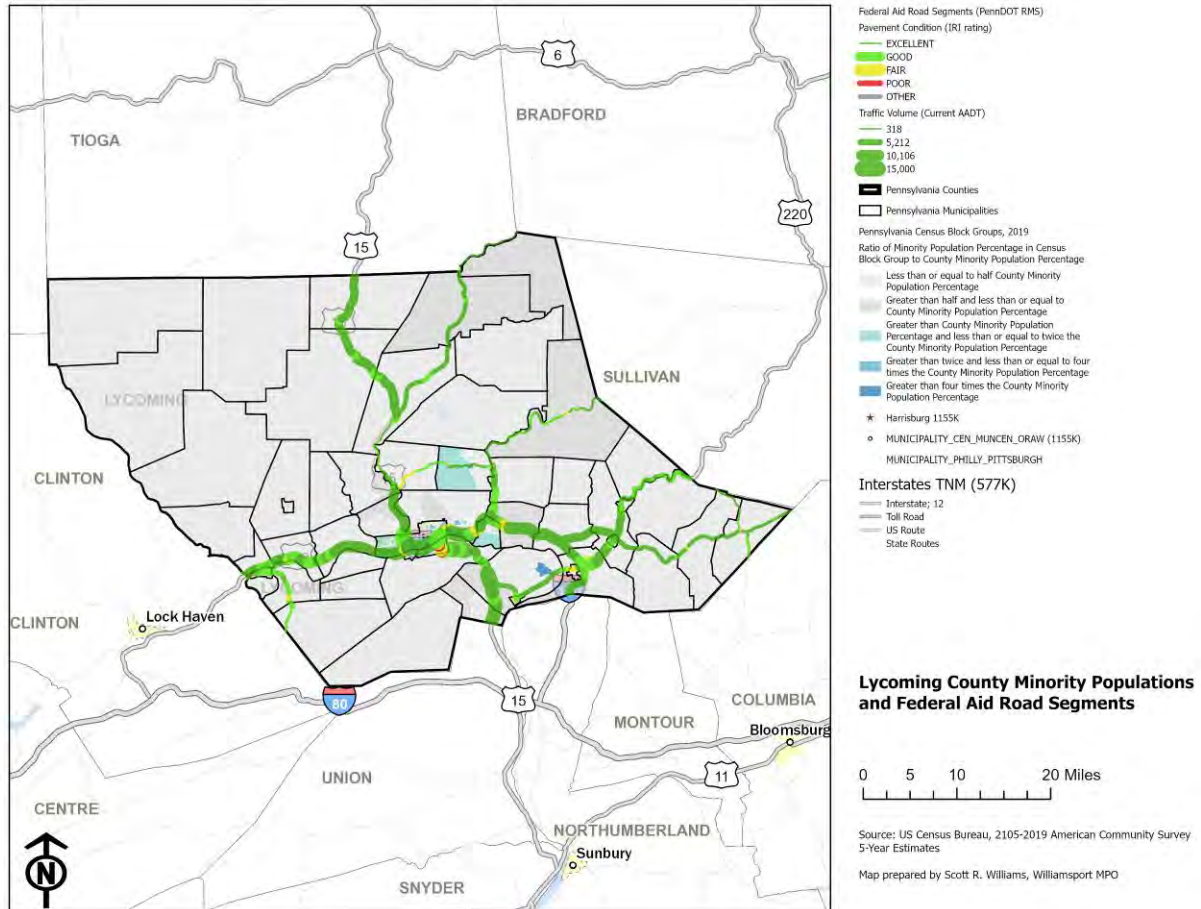 6
BRADFORD
TIOGA
220
15
SULLIVAN
LYCOMING
CLINTON
LYCOMING
CLINTON
Lock Haven
80
15
COLUMBIA
MONTOUR
Bloomsburg
UNION
11
CENTRE
NORTHUMBERLAND
Sunbury
SNYDER
N
Federal Aid Road Segments (PennDOT RMS)
Pavement Condition (IRI rating)
EXCELLENT
GOOD
FAIR
POOR
OTHER
Traffic Volume (Current AADT)
318
5,212
10,106
15,000
Pennsylvania Counties
Pennsylvania Municipalities
Pennsylvania Census Block Groups, 2019
Ratio of Minority Population Percentage in Census
Block Group to County Minority Population Percentage
Less than or equal to half County Minority
Population Percentage
Greater than half and less than or equal to
County Minority Population Percentage
Greater than County Minority Population
Percentage and less than or equal to twice the
County Minority Population Percentage
Greater than twice and less than or equal to four
times the County Minority Population Percentage
Greater than four times the County Minority
Population Percentage
Harrisburg 1155K
MUNICIPALITY_CEN_MUNCEN_ORAW (1155K)
MUNICIPALITY_PHILLY_PITTSBURGH
Interstates TNM (577K)
Interstate; 12
Toll Road
US Route
State Routes
Lycoming County Minority Populations
and Federal Aid Road Segments
0 5 10 20 Miles
Source: US Census Bureau, 2105-2019 American Community Survey
5-Year Estimates
Map prepared by Scott R. Williams, Williamsport MPO